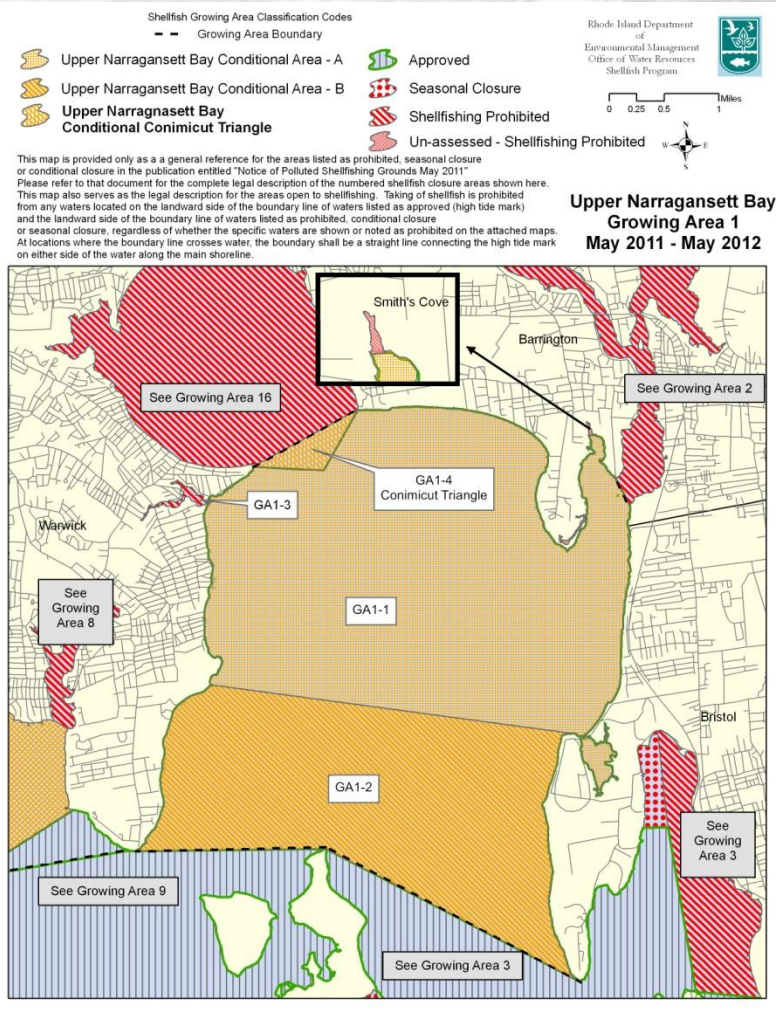 Shellfish Growing Area Classification Codes
Growing Area Boundary
Upper Narragansett Bay Conditional Area - A
Upper Narragansett Bay Conditional Area - B
Upper Narragnasett Bay
Conditional Conimicut Triangle
Approved
Seasonal Closure
Shellfishing Prohibited
Un-assessed - Shellfishing Prohibited
Rhode Island Department
of
Environmental Management
Office of Water Resources
Shellfish Program
Miles
0 0.25 0.5 1
N
W E
S
This map is provided only as a a general reference for the areas listed as prohibited, seasonal closure
or conditional closure in the publication entitled "Notice of Polluted Shellfishing Grounds May 2011"
Please refer to that document for the complete legal description of the numbered shellfish closure areas shown here.
This map also serves as the legal description for the areas open to shellfishing. Taking of shellfish is prohibited
from any waters located on the landward side of the boundary line of waters listed as approved (high tide mark)
and the landward side of the boundary line of waters listed as prohibited, conditional closure
or seasonal closure, regardless of whether the specific waters are shown or noted as prohibited on the attached maps.
At locations where the boundary line crosses water, the boundary shall be a straight line connecting the high tide mark
on either side of the water along the main shoreline.
Upper Narragansett Bay
Growing Area 1
May 2011 - May 2012
Smith's Cove
Barrington
See Growing Area 16
See Growing Area 2
GA1-4
Conimicut Triangle
GA1-3
Warwick
See
Growing
Area 8
GA1-1
Bristol
GA1-2
See
Growing
Area 3
See Growing Area 9
See Growing Area 3